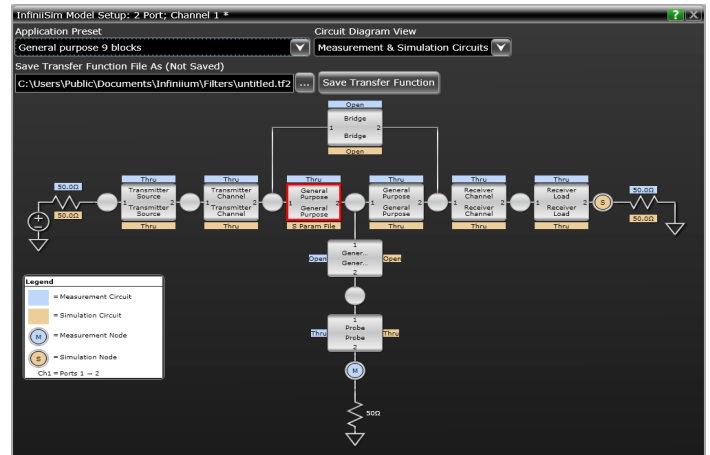 InfiniiSim Model Setup: 2 Port; Channel 1 *
? X
Application Preset
Circuit Diagram View
General purpose 9 blocks
Measurement & Simulation Circuits
Save Transfer Function File As (Not Saved)
C:\Users\Public\Documents\Infiniium\Filters\untitled.tf2
...
Save Transfer Function
Open
Bridge
1 2
Bridge
Open
Thru Thru Thru Thru Thru Thru
50.0Ω 50.0Ω
Transmitter Source Transmitter Channel General Purpose General Purpose Receiver Channel Receiver Load
1 2 1 2 1 2 1 2 1 2 1 2 S
Transmitter Source Transmitter Channel General Purpose General Purpose Receiver Channel Receiver Load
50.0Ω 50.0Ω
Thru Thru S Param File Thru Thru Thru
+
-
1
Gener...
Open Open
Gener...
2
Legend
= Measurement Circuit
= Simulation Circuit
M = Measurement Node
S = Simulation Node
Ch1 = Ports 1 → 2
1
Probe
Thru Thru
Probe
2
M
50Ω